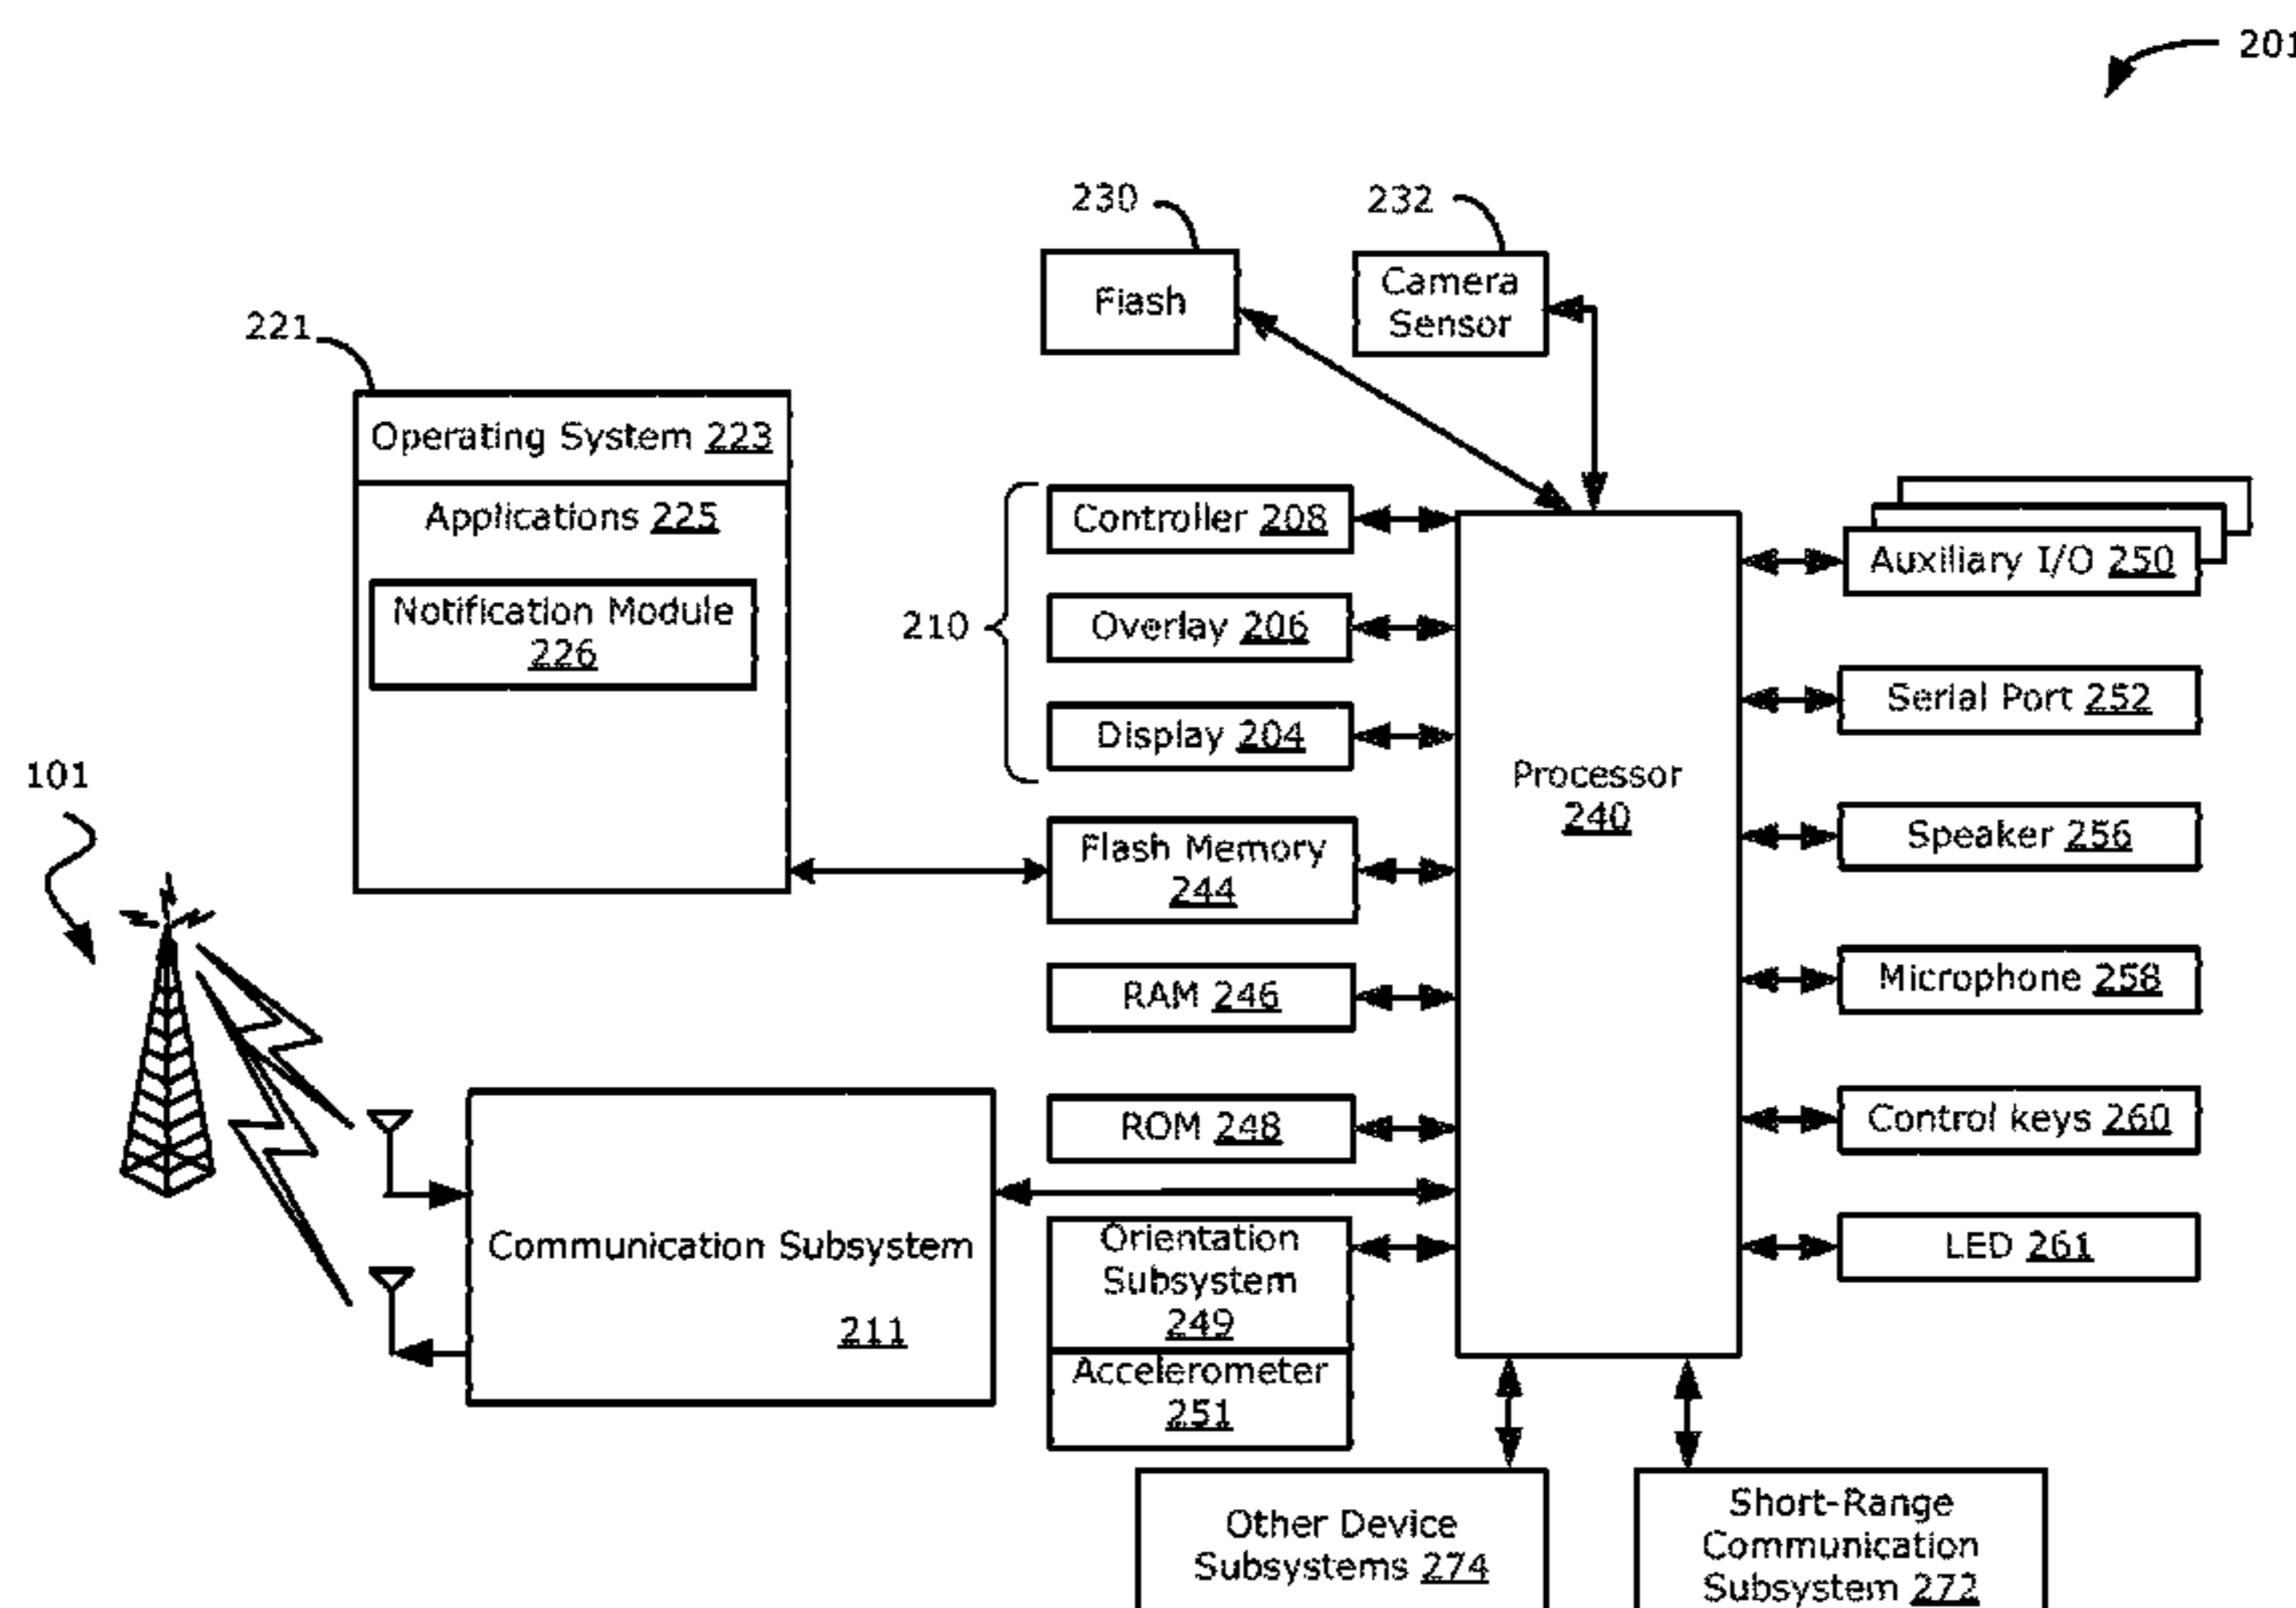 201
230
232
Flash
Camera
Sensor
221
Operating System 223
Applications 225
Notification Module
226
210
Controller 208
Overlay 206
Display 204
Flash Memory
244
RAM 246
ROM 248
Orientation
Subsystem
249
Accelerometer
251
101
Communication Subsystem
211
Processor
240
Auxiliary I/O 250
Serial Port 252
Speaker 256
Microphone 258
Control keys 260
LED 261
Other Device
Subsystems 274
Short-Range
Communication
Subsystem 272